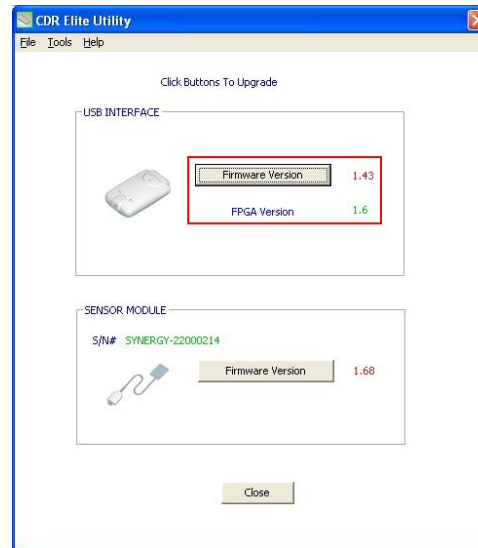 CDR Elite Utility
File Tools Help
Click Buttons To Upgrade
USB INTERFACE
Firmware Version 1.43
FPGA Version 1.6
SENSOR MODULE
S/N# SYNERGY-22000214
Firmware Version 1.68
Close